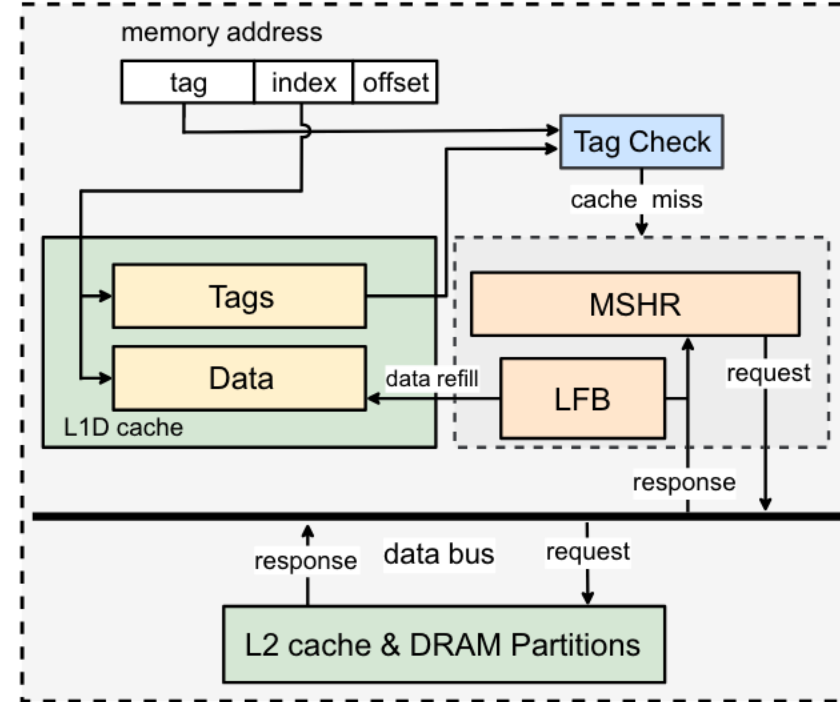 memory address
tag index offset
Tag Check
cache miss
Tags
MSHR
Data
data refill
LFB
request
L1D cache
response
response
data bus
request
L2 cache & DRAM Partitions